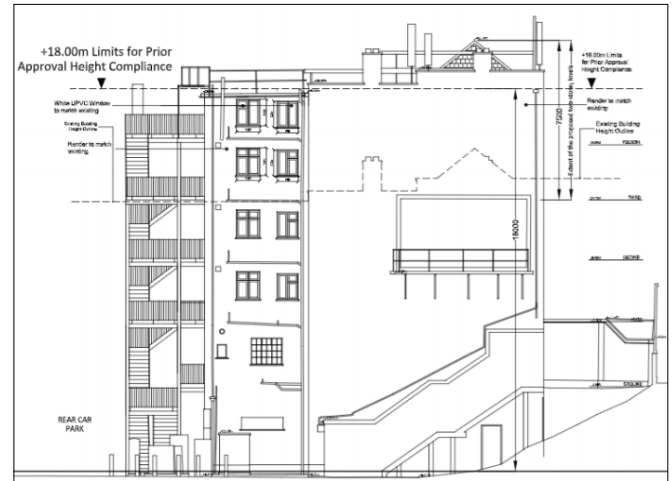 +18.00m Limits for Prior
Approval Height Compliance
White UPVC Window
to match existing
Existing Building
Height Outline
Render to match
existing
REAR CAR
PARK
+18.00m Limits
for Prior Approval
Height Compliance
Render to match
existing
Existing Building
Height Outline
7500
Extent of the proposed two storey levels
18000